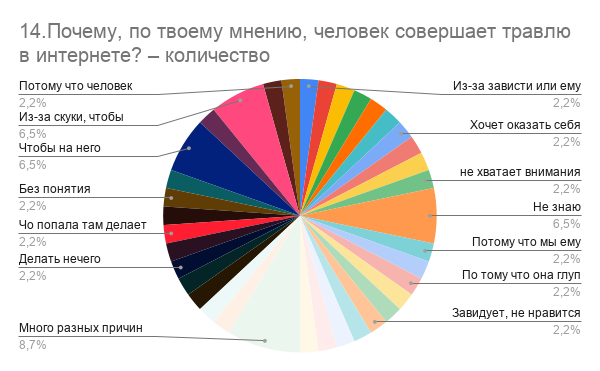 14.Почему, по твоему мнению, человек совершает травлю
в интернете? – количество
Потому что человек
2,2%
Из-за скуки, чтобы
6,5%
Чтобы на него
6,5%
Без понятия
2,2%
Чо попала там делает
2,2%
Делать нечего
2,2%
Много разных причин
8,7%
Из-за зависти или ему
2,2%
Хочет оказать себя
2,2%
не хватает внимания
2,2%
Не знаю
6,5%
Потому что мы ему
2,2%
По тому что она глуп
2,2%
Завидует, не нравится
2,2%